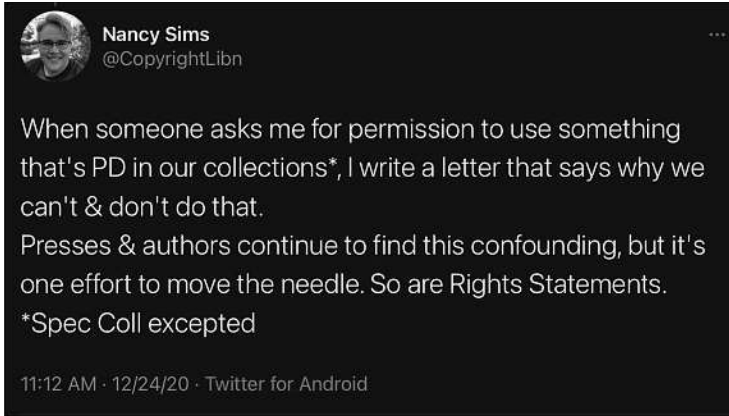 Nancy Sims
@CopyrightLibn
When someone asks me for permission to use something
that's PD in our collections*, I write a letter that says why we
can't & don't do that.
Presses & authors continue to find this confounding, but it's
one effort to move the needle. So are Rights Statements.
*Spec Coll excepted
11:12 AM · 12/24/20 · Twitter for Android